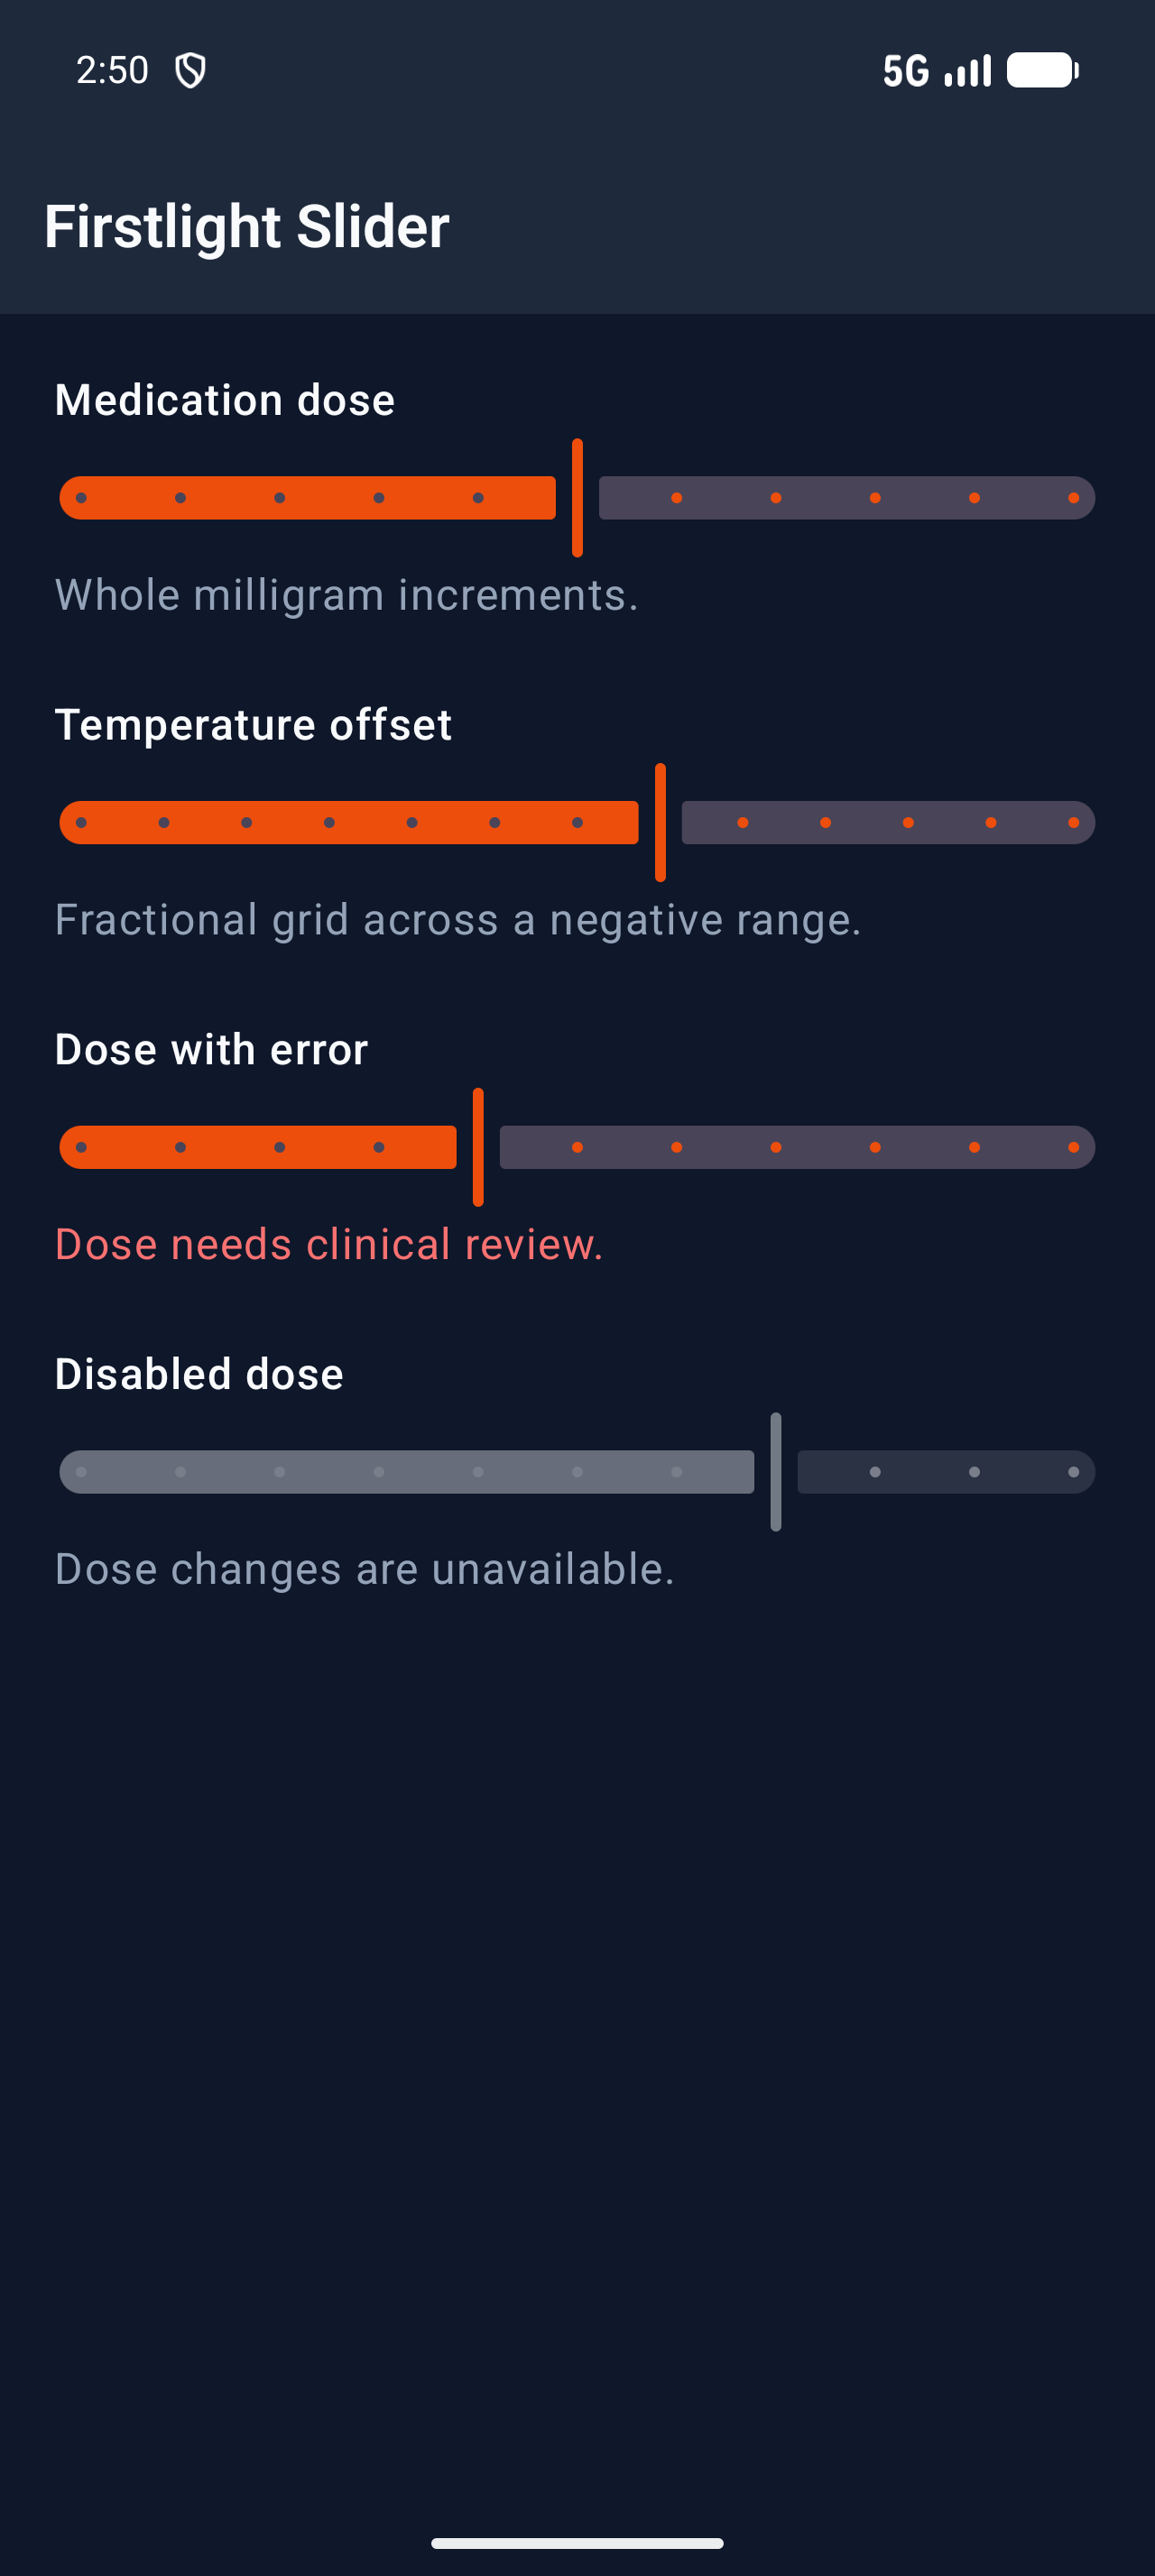 2:50
5G
Firstlight Slider
Medication dose
Whole milligram increments.
Temperature offset
Fractional grid across a negative range.
Dose with error
Dose needs clinical review.
Disabled dose
Dose changes are unavailable.